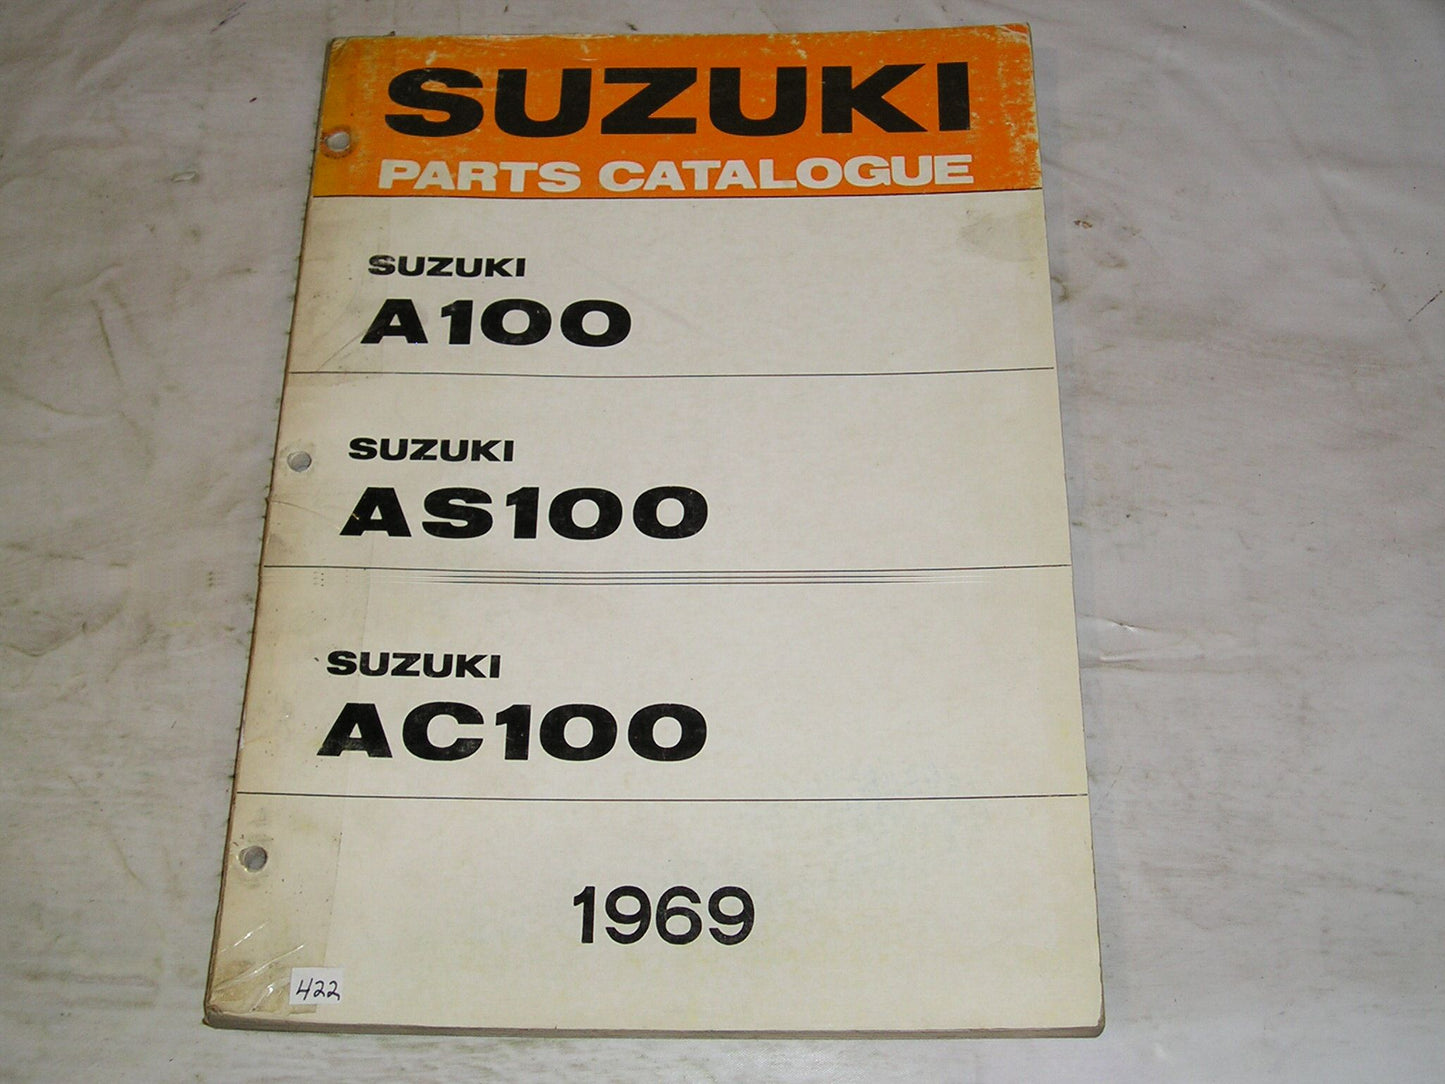 SUZUKI
PARTS CATALOGUE
SUZUKI
A100
SUZUKI
AS100
SUZUKI
AC100
1969
422